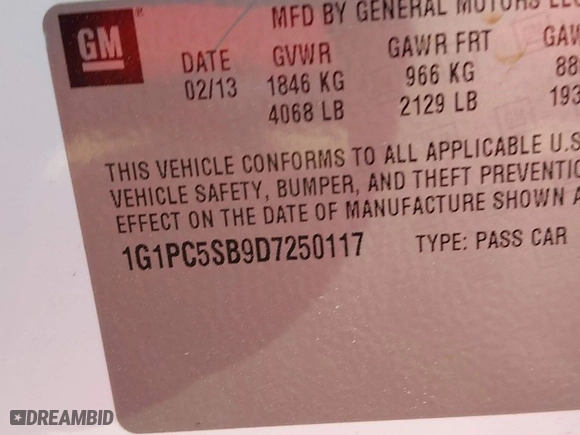 GM
MFD BY GENERAL MOTORS LLC
DATE GVWR GAWR FRT
02/13 1846 KG 966 KG
4068 LB 2129 LB
THIS VEHICLE CONFORMS TO ALL APPLICABLE U.S
VEHICLE SAFETY, BUMPER, AND THEFT
EFFECT ON THE DATE OF MANUFACTURE SHOWN
1G1PC5SB9D7250117 TYPE: PASS CAR
DREAMBID